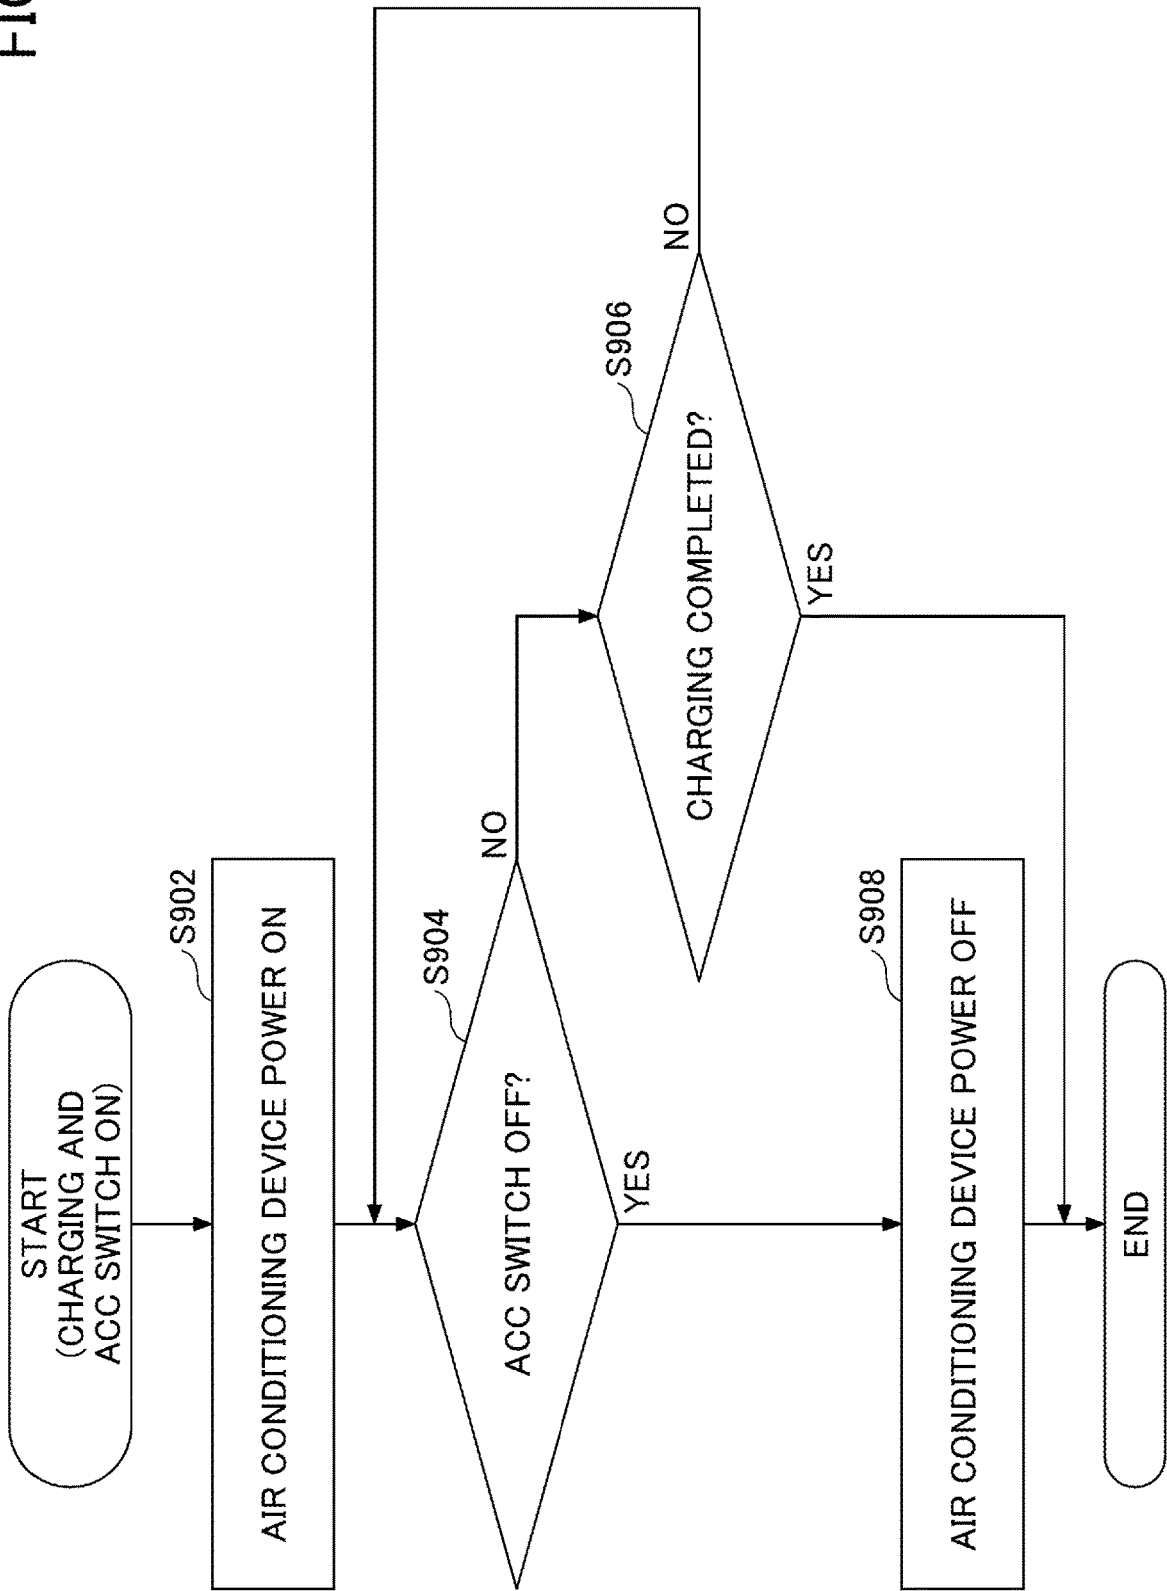 START
(CHARGING AND
ACC SWITCH ON)
S902
AIR CONDITIONING DEVICE POWER ON
S904
ACC SWITCH OFF?
NO
YES
S906
CHARGING COMPLETED?
NO
YES
S908
AIR CONDITIONING DEVICE POWER OFF
END